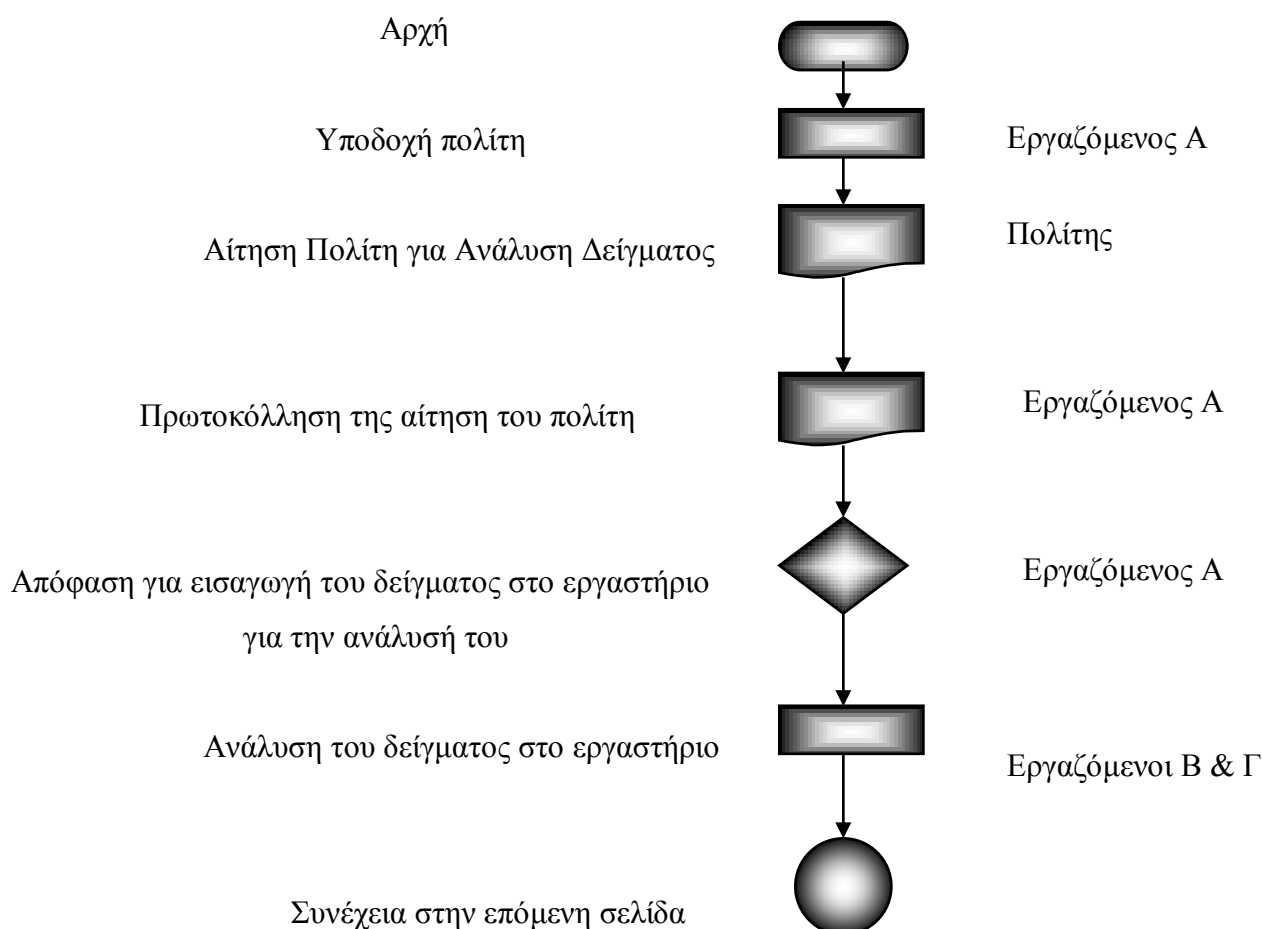 Αρχή
Υποδοχή πολίτη
Εργαζόμενος Α
Αίτηση Πολίτη για Ανάλυση Δείγματος
Πολίτης
Πρωτοκόλληση της αίτηση του πολίτη
Εργαζόμενος Α
Απόφαση για εισαγωγή του δείγματος στο εργαστήριο
για την ανάλυσή του
Εργαζόμενος Α
Ανάλυση του δείγματος στο εργαστήριο
Εργαζόμενοι Β & Γ
Συνέχεια στην επόμενη σελίδα